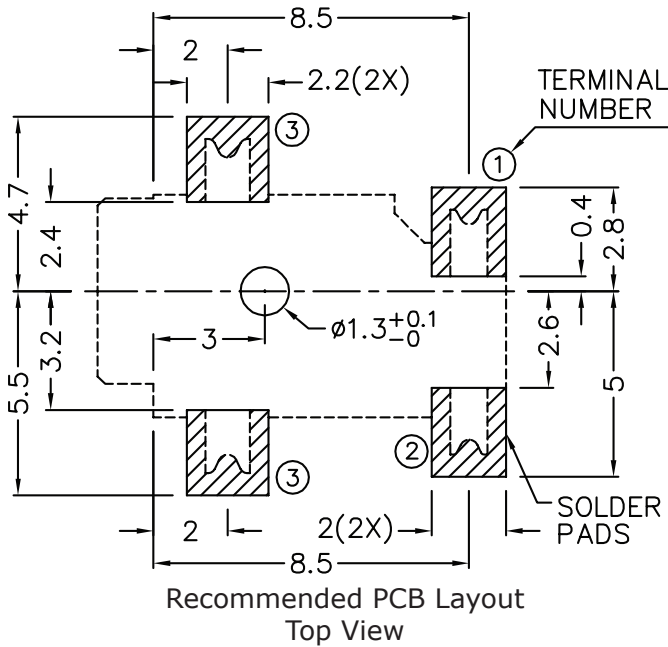 8.5
2
2.2(2X)
TERMINAL
NUMBER
③
①
4.7
2.4
0.4
2.8
3
ø1.3+0.1
-0
3.2
5.5
2.6
5
②
③
2
2(2X)
SOLDER
PADS
8.5
Recommended PCB Layout
Top View